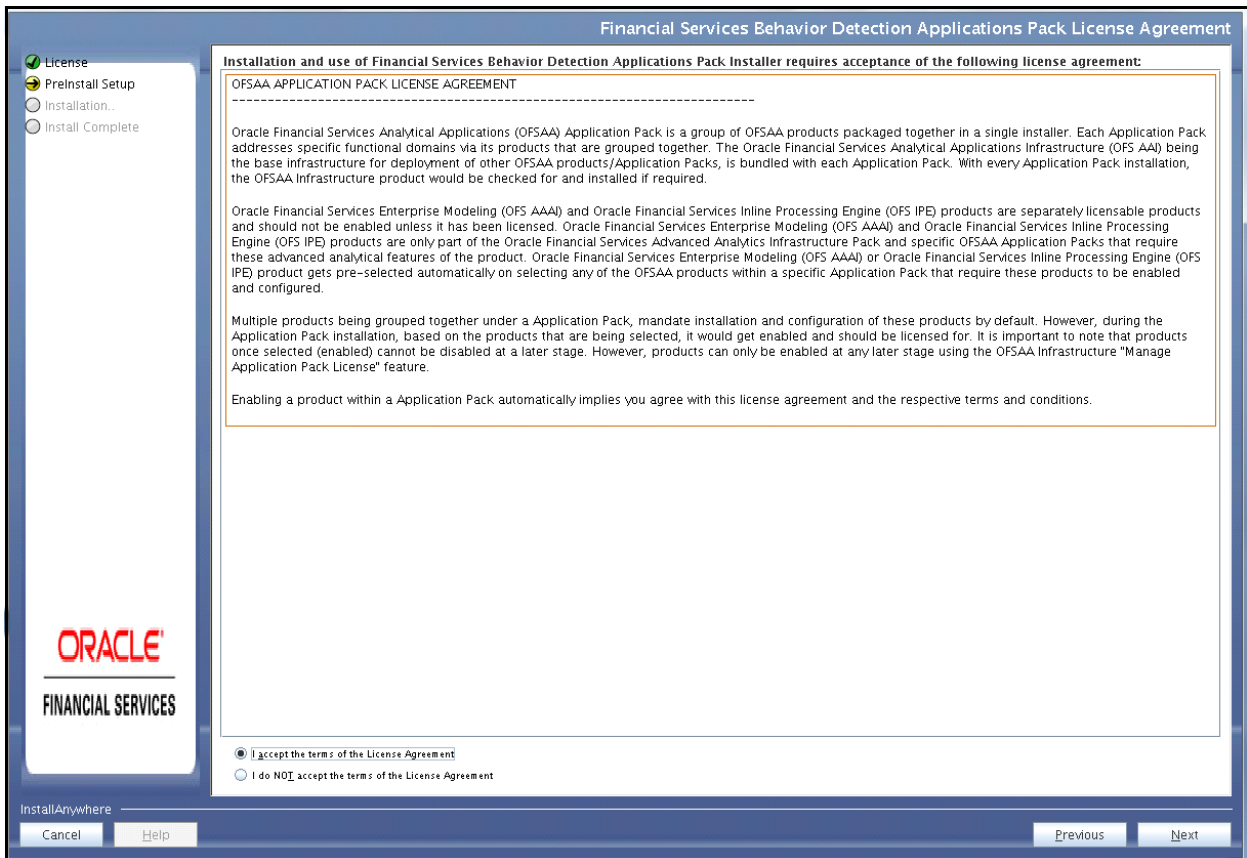 Financial Services Behavior Detection Applications Pack License Agreement
License
PreInstall Setup
Installation..
Install Complete
Installation and use of Financial Services Behavior Detection Applications Pack Installer requires acceptance of the following license agreement:
OFSAA APPLICATION PACK LICENSE AGREEMENT
--------------------------------------------------------------------------
Oracle Financial Services Analytical Applications (OFSAA) Application Pack is a group of OFSAA products packaged together in a single installer. Each Application Pack
addresses specific functional domains via its products that are grouped together. The Oracle Financial Services Analytical Applications Infrastructure (OFS AAI) being
the base infrastructure for deployment of other OFSAA products/Application Packs, is bundled with each Application Pack. With every Application Pack installation,
the OFSAA Infrastructure product would be checked for and installed if required.
Oracle Financial Services Enterprise Modeling (OFS AAAI) and Oracle Financial Services Inline Processing Engine (OFS IPE) products are separately licensable products
and should not be enabled unless it has been licensed. Oracle Financial Services Enterprise Modeling (OFS AAAI) and Oracle Financial Services Inline Processing
Engine (OFS IPE) products are only part of the Oracle Financial Services Advanced Analytics Infrastructure Pack and specific OFSAA Application Packs that require
these advanced analytical features of the product. Oracle Financial Services Enterprise Modeling (OFS AAAI) or Oracle Financial Services Inline Processing Engine (OFS
IPE) product gets pre-selected automatically on selecting any of the OFSAA products within a specific Application Pack that require these products to be enabled
and configured.
Multiple products being grouped together under a Application Pack, mandate installation and configuration of these products by default. However, during the
Application Pack installation, based on the products that are being selected, it would get enabled and should be licensed for. It is important to note that products
once selected (enabled) cannot be disabled at a later stage. However, products can only be enabled at any later stage using the OFSAA Infrastructure "Manage
Application Pack License" feature.
Enabling a product within a Application Pack automatically implies you agree with this license agreement and the respective terms and conditions.
ORACLE
FINANCIAL SERVICES
I accept the terms of the License Agreement
I do NOT accept the terms of the License Agreement
InstallAnywhere
Cancel
Help
Previous
Next